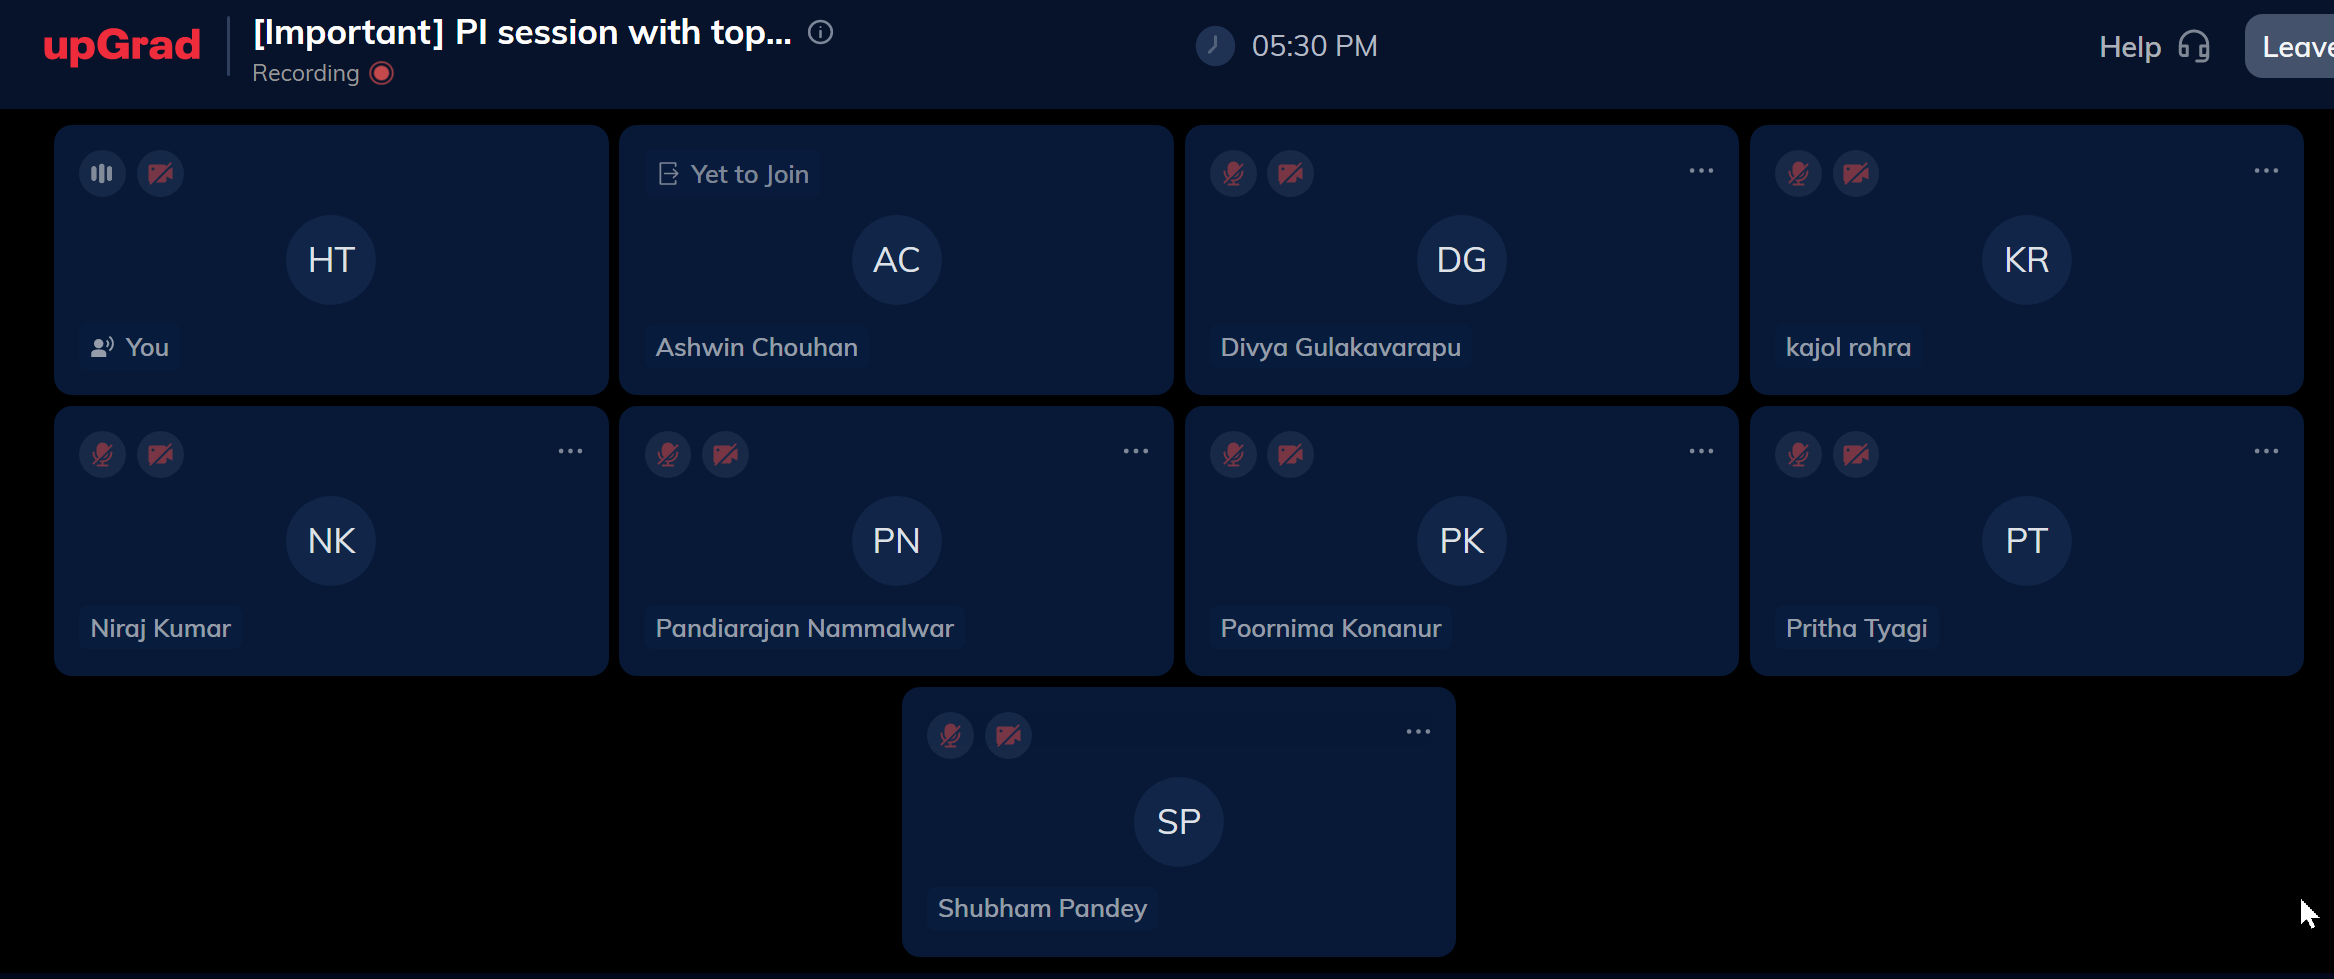 upGrad
[Important] PI session with top...
Recording
05:30 PM
Help
Leave
HT
You
Yet to Join
AC
Ashwin Chouhan
DG
Divya Gulakavarapu
KR
kajol rohra
NK
Niraj Kumar
PN
Pandiarajan Nammalwar
PK
Poornima Konanur
PT
Pritha Tyagi
SP
Shubham Pandey